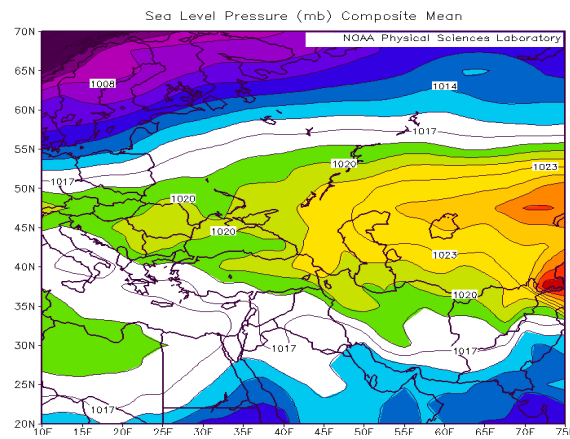 Sea Level Pressure (mb) Composite Mean
NOAA Physical Sciences Laboratory
70N
65N
60N
55N
50N
45N
40N
35N
30N
25N
20N
1008
1014
1017
1020
1023
1017
1020
1020
1023
1020
1017
1017
1017
10E 15E 20E 25E 30E 35E 40E 45E 50E 55E 60E 65E 70E 75E